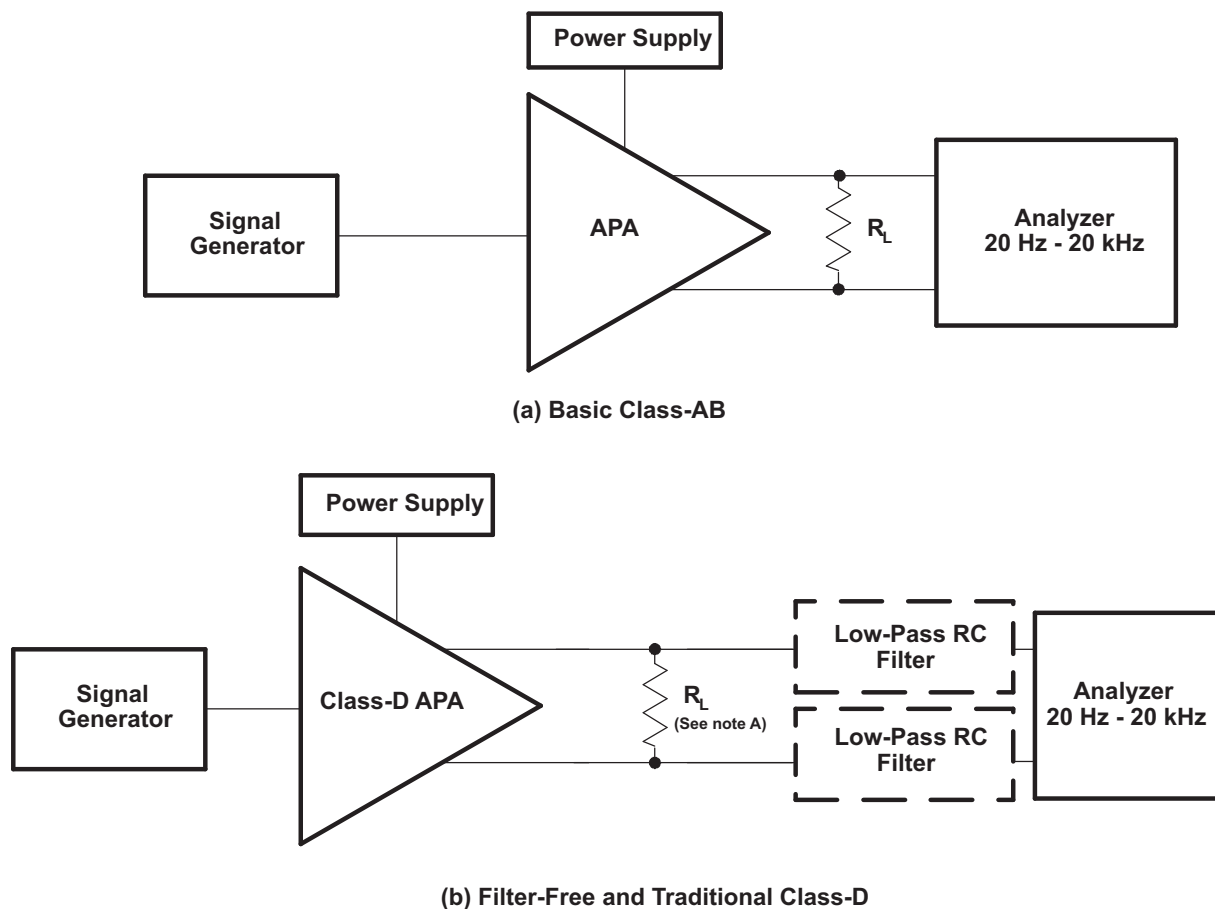 Power Supply
Signal
Generator
APA
R_L
Analyzer
20 Hz - 20 kHz
(a) Basic Class-AB
Power Supply
Signal
Generator
Class-D APA
R_L
(See note A)
Low-Pass RC
Filter
Low-Pass RC
Filter
Analyzer
20 Hz - 20 kHz
(b) Filter-Free and Traditional Class-D